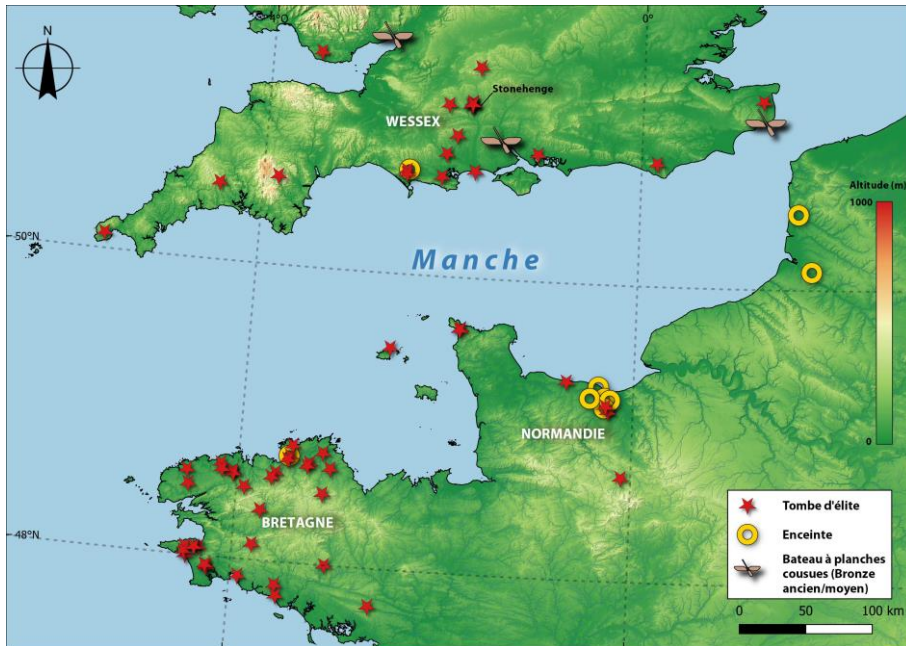 4°O
0°
N
Stonehenge
WESSEX
Altitude (m)
1000
50°N
Manche
0
NORMANDIE
BRETAGNE
48°N
Tombe d'élite
Enceinte
Bateau à planches
cousues (Bronze
ancien/moyen)
0 50 100 km